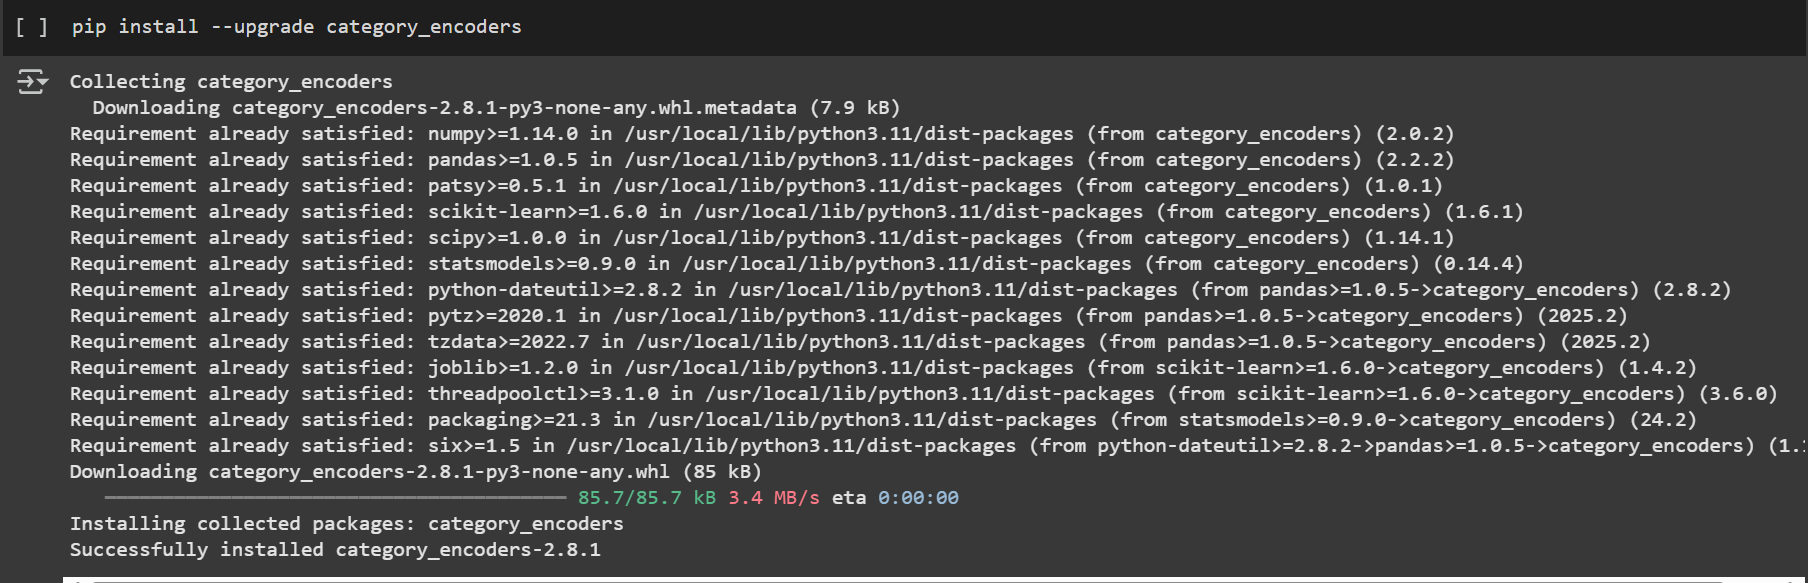 [ ] pip install --upgrade category_encoders
Collecting category_encoders
Downloading category_encoders-2.8.1-py3-none-any.whl.metadata (7.9 kB)
Requirement already satisfied: numpy>=1.14.0 in /usr/local/lib/python3.11/dist-packages (from category_encoders) (2.0.2)
Requirement already satisfied: pandas>=1.0.5 in /usr/local/lib/python3.11/dist-packages (from category_encoders) (2.2.2)
Requirement already satisfied: patsy>=0.5.1 in /usr/local/lib/python3.11/dist-packages (from category_encoders) (1.0.1)
Requirement already satisfied: scikit-learn>=1.6.0 in /usr/local/lib/python3.11/dist-packages (from category_encoders) (1.6.1)
Requirement already satisfied: scipy>=1.0.0 in /usr/local/lib/python3.11/dist-packages (from category_encoders) (1.14.1)
Requirement already satisfied: statsmodels>=0.9.0 in /usr/local/lib/python3.11/dist-packages (from category_encoders) (0.14.4)
Requirement already satisfied: python-dateutil>=2.8.2 in /usr/local/lib/python3.11/dist-packages (from pandas>=1.0.5->category_encoders) (2.8.2)
Requirement already satisfied: pytz>=2020.1 in /usr/local/lib/python3.11/dist-packages (from pandas>=1.0.5->category_encoders) (2025.2)
Requirement already satisfied: tzdata>=2022.7 in /usr/local/lib/python3.11/dist-packages (from pandas>=1.0.5->category_encoders) (2025.2)
Requirement already satisfied: joblib>=1.2.0 in /usr/local/lib/python3.11/dist-packages (from scikit-learn>=1.6.0->category_encoders) (1.4.2)
Requirement already satisfied: threadpoolctl>=3.1.0 in /usr/local/lib/python3.11/dist-packages (from scikit-learn>=1.6.0->category_encoders) (3.6.0)
Requirement already satisfied: packaging>=21.3 in /usr/local/lib/python3.11/dist-packages (from statsmodels>=0.9.0->category_encoders) (24.2)
Requirement already satisfied: six>=1.5 in /usr/local/lib/python3.11/dist-packages (from python-dateutil>=2.8.2->pandas>=1.0.5->category_encoders) (1.
Downloading category_encoders-2.8.1-py3-none-any.whl (85 kB)
85.7/85.7 kB 3.4 MB/s eta 0:00:00
Installing collected packages: category_encoders
Successfully installed category_encoders-2.8.1